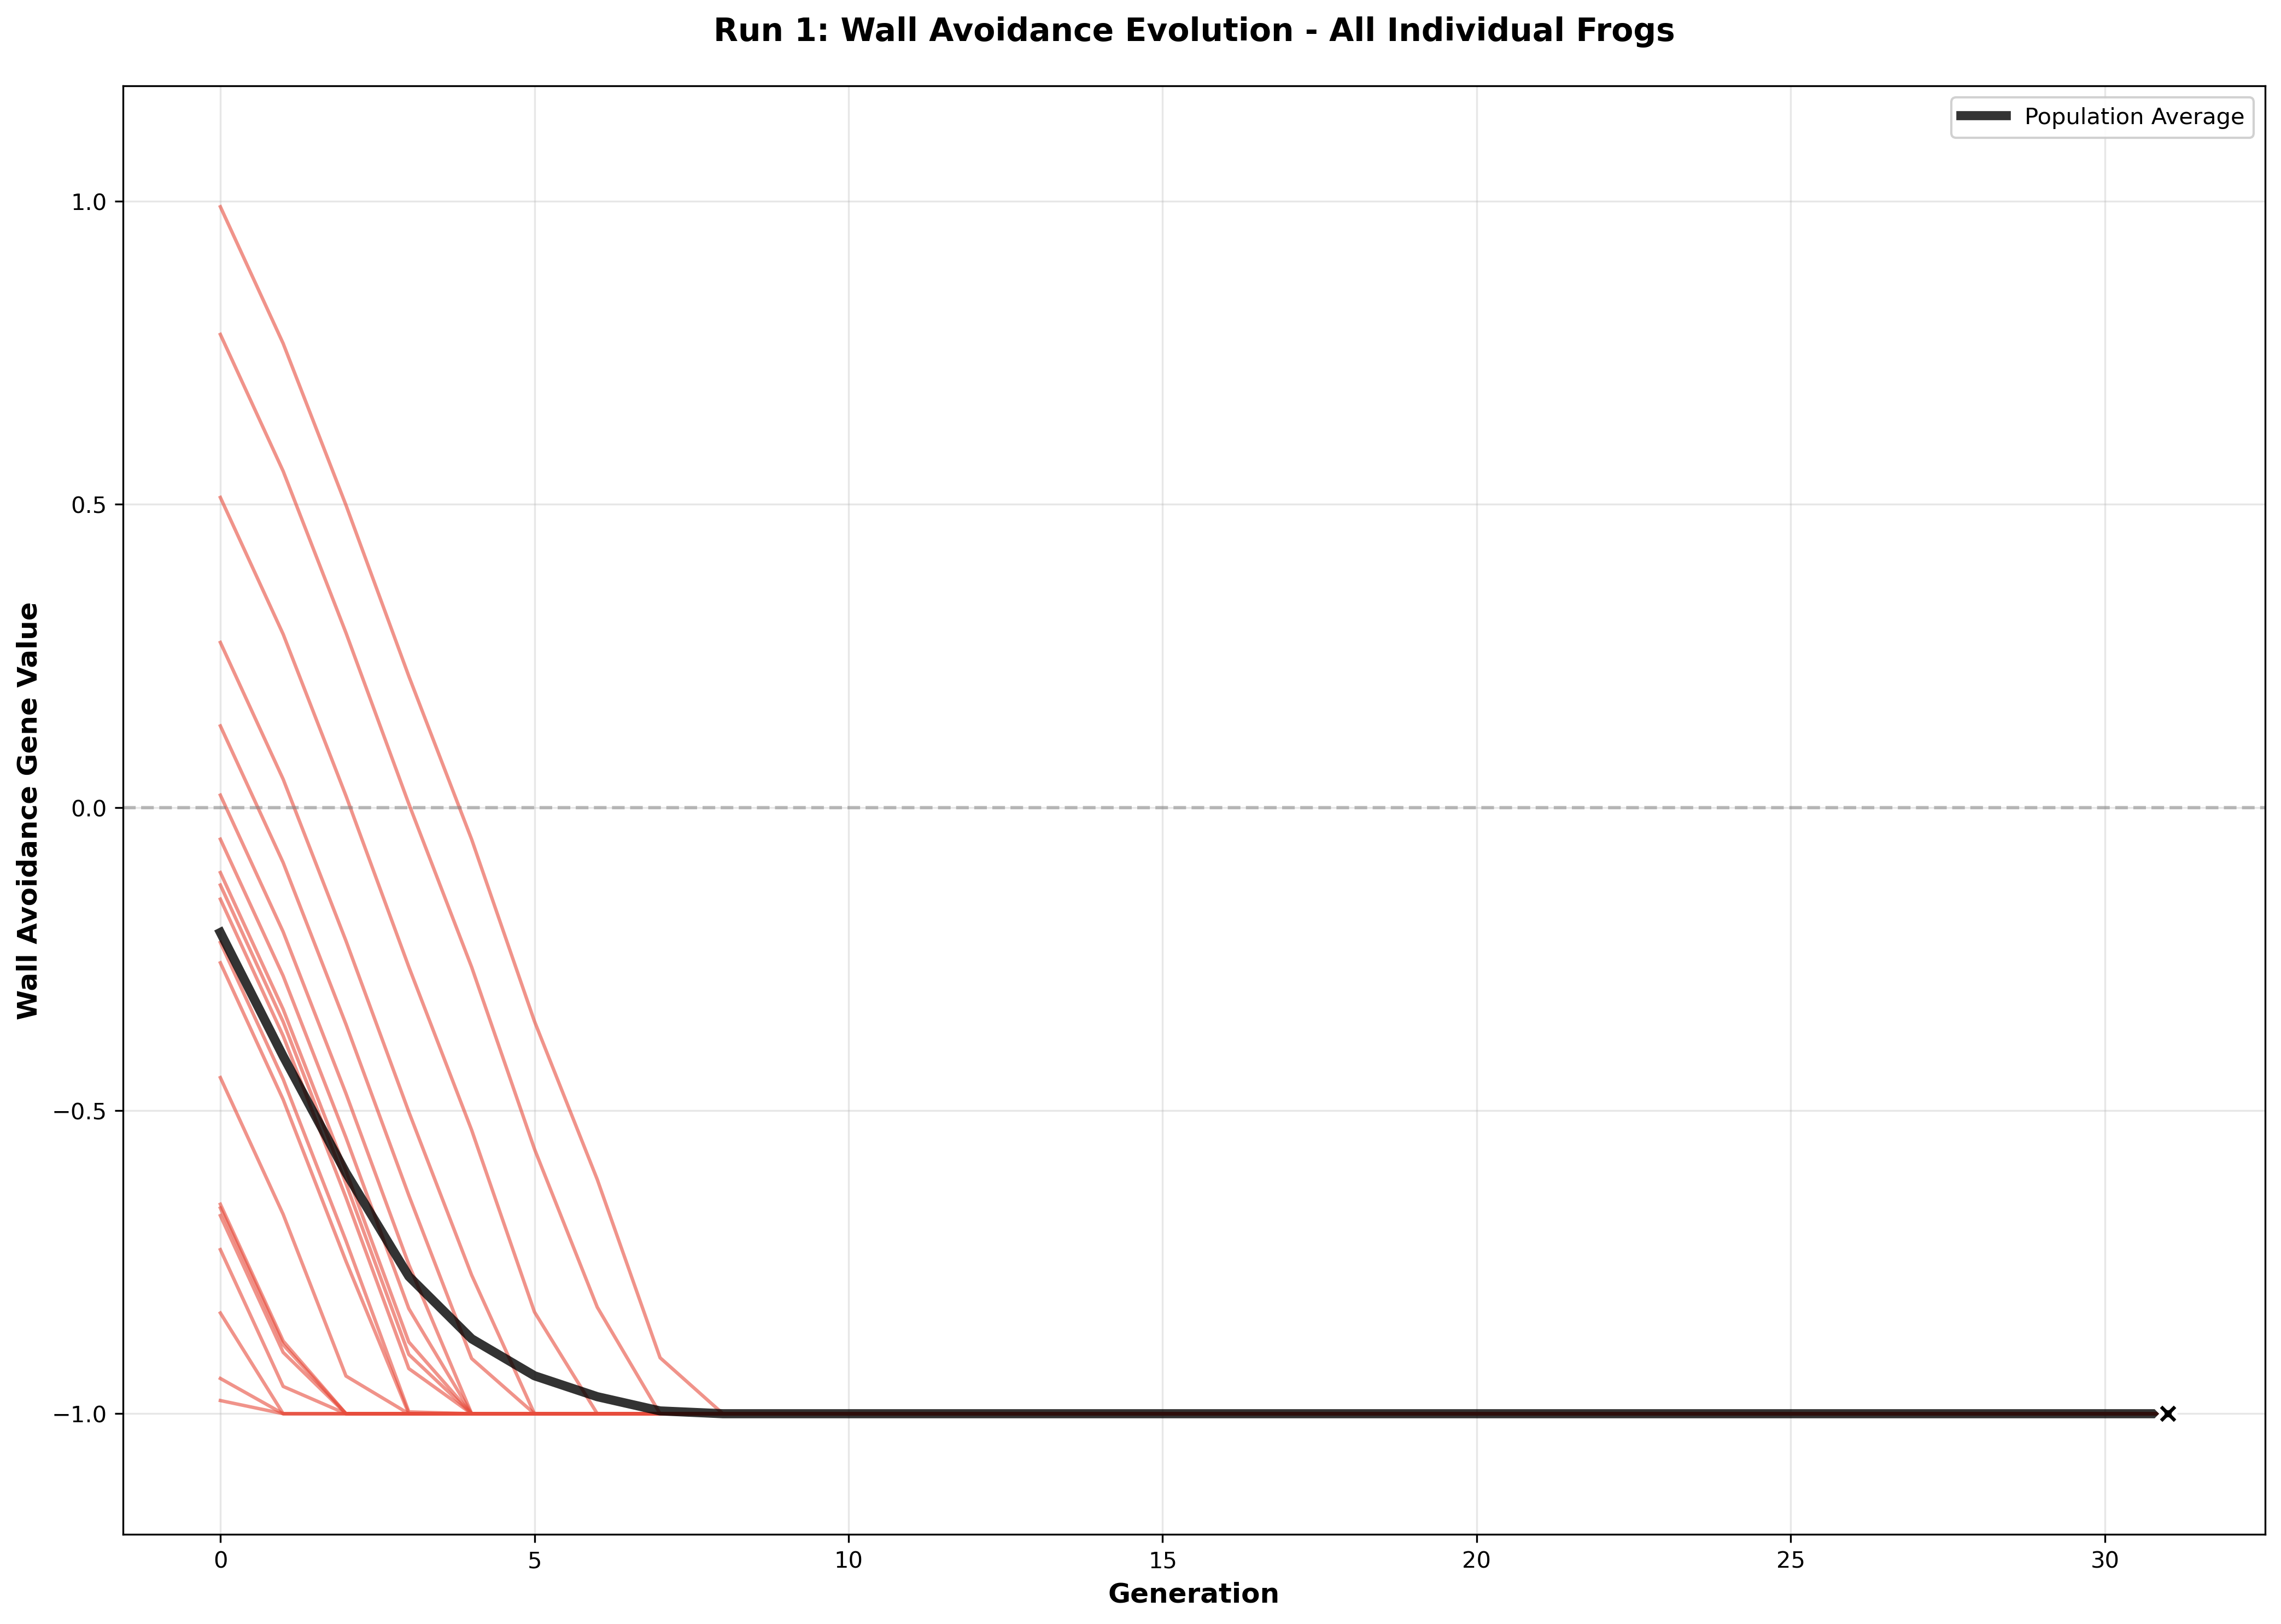 Run 1: Wall Avoidance Evolution - All Individual Frogs
Population Average
1.0
0.5
0.0
−0.5
−1.0
Wall Avoidance Gene Value
0 5 10 15 20 25 30
Generation